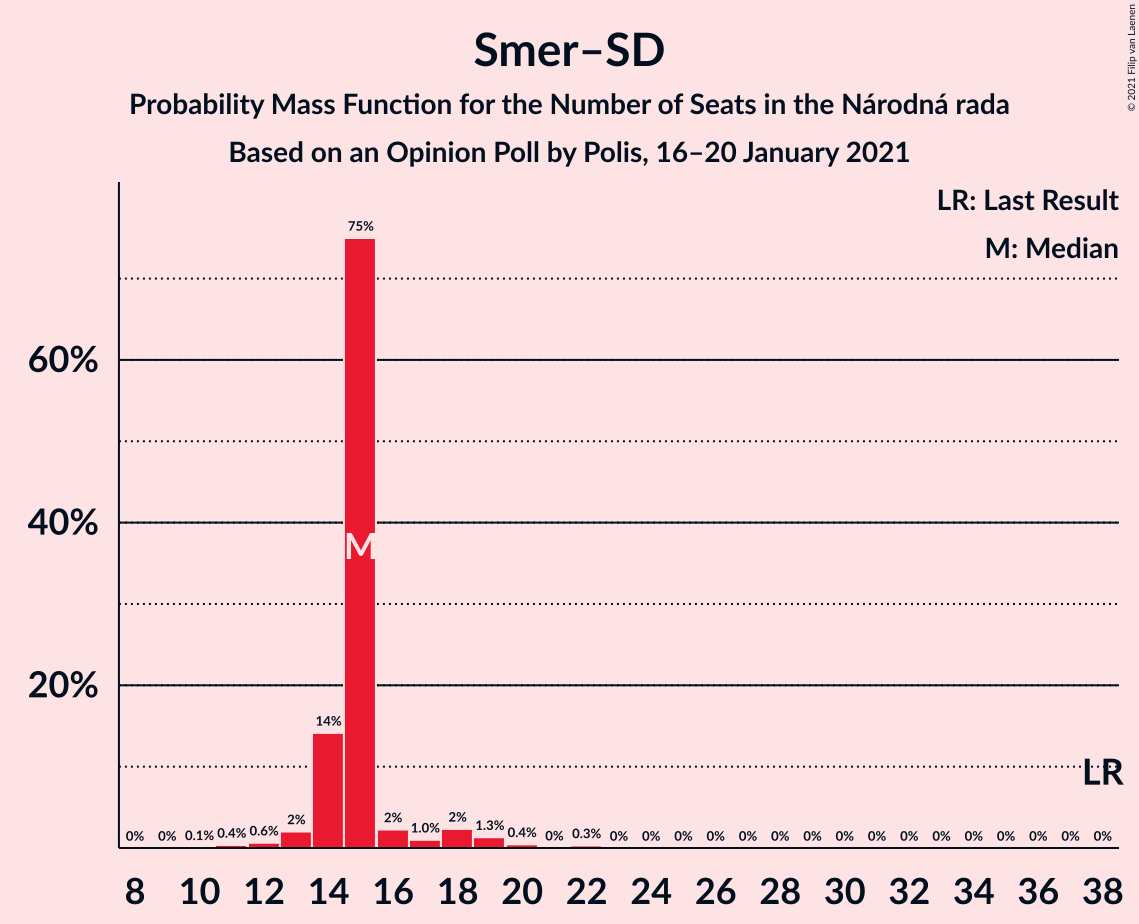 Smer–SD
Probability Mass Function for the Number of Seats in the Národná rada
Based on an Opinion Poll by Polis, 16–20 January 2021
© 2021 Filip van Laenen
LR: Last Result
M: Median
60%
40%
20%
0% 0% 0.1% 0.4% 0.6% 2% 14% 75% 2% 1.0% 2% 1.3% 0.4% 0% 0.3% 0% 0% 0% 0% 0% 0% 0% 0% 0% 0% 0% 0% 0% 0% 0% 0%
M
LR
8 10 12 14 16 18 20 22 24 26 28 30 32 34 36 38